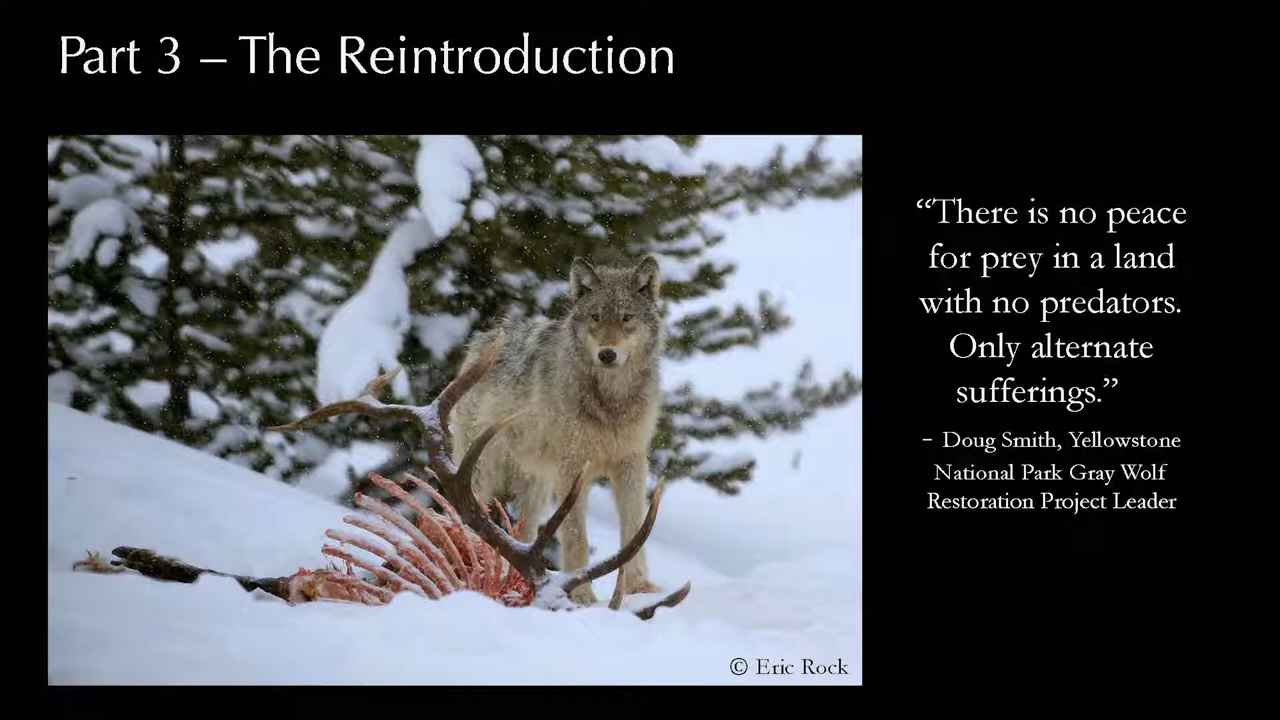 Part 3 – The Reintroduction
“There is no peace
for prey in a land
with no predators.
Only alternate
sufferings.”
- Doug Smith, Yellowstone
National Park Gray Wolf
Restoration Project Leader
© Eric Rock